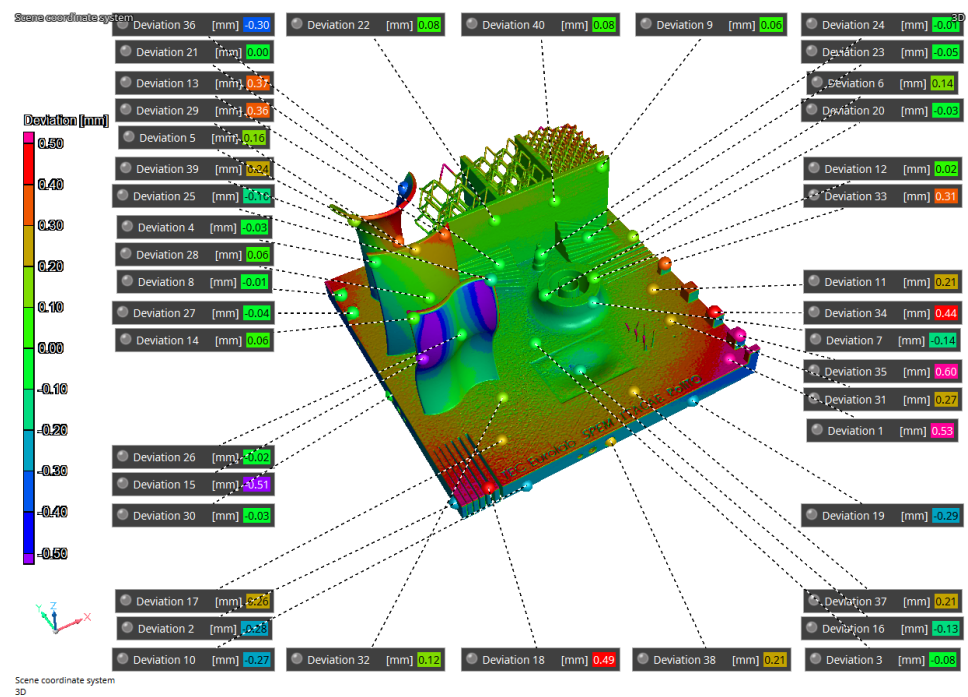 Scene coordinate system
3D
Deviation 36 [mm] -0.30
Deviation 22 [mm] 0.08
Deviation 40 [mm] 0.08
Deviation 9 [mm] 0.06
Deviation 24 [mm]
Deviation 21 [mm] 0.00
Deviation 23 [mm] -0.05
Deviation 13 [mm] 0.37
Deviation 6 [mm] 0.14
Deviation 29 [mm] 0.36
Deviation 20 [mm] -0.03
Deviation [mm]
Deviation 5 [mm] 0.16
Deviation 39 [mm] 0.24
Deviation 12 [mm] 0.02
Deviation 25 [mm] -0.10
Deviation 33 [mm] 0.31
Deviation 4 [mm] -0.03
Deviation 28 [mm] 0.06
Deviation 8 [mm] -0.01
Deviation 11 [mm] 0.21
Deviation 27 [mm] -0.04
Deviation 34 [mm] 0.44
Deviation 14 [mm] 0.06
Deviation 7 [mm] -0.14
Deviation 35 [mm] 0.60
Deviation 31 [mm] 0.27
Deviation 1 [mm] 0.53
0.50
0.40
0.30
0.20
0.10
0.00
-0.10
-0.20
-0.30
-0.40
-0.50
Deviation 26 [mm] -0.02
Deviation 15 [mm] -0.51
Deviation 30 [mm] -0.03
Deviation 19 [mm] -0.29
Deviation 17 [mm] 0.26
Deviation 37 [mm] 0.21
Deviation 2 [mm] -0.28
Deviation 16 [mm] -0.13
Deviation 10 [mm] -0.27
Deviation 32 [mm] 0.12
Deviation 18 [mm] 0.49
Deviation 38 [mm] 0.21
Deviation 3 [mm] -0.08
Y Z X
Scene coordinate system
3D